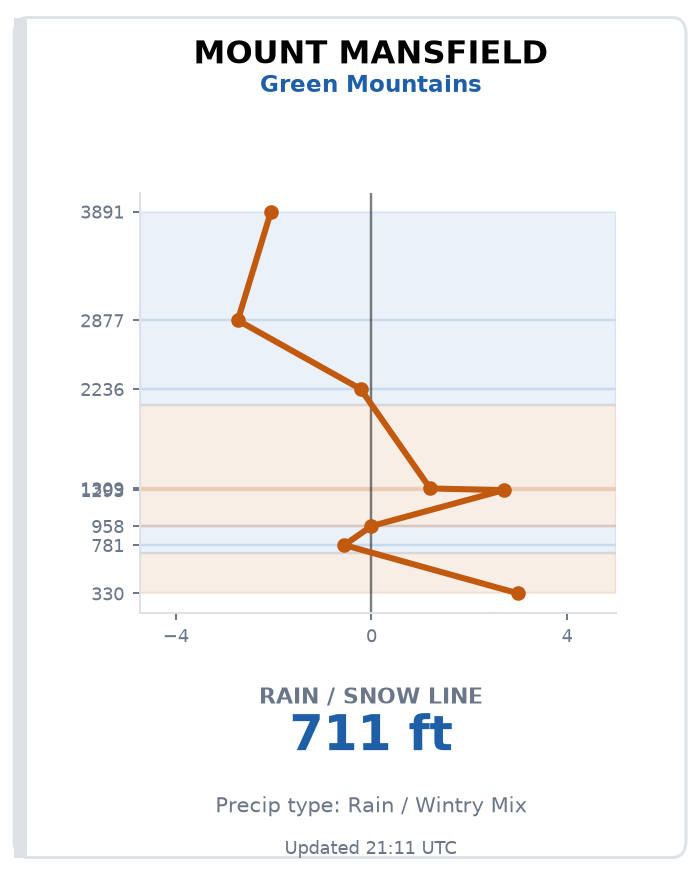 MOUNT MANSFIELD
Green Mountains
3891
2877
2236
958
781
330
−4 0 4
RAIN / SNOW LINE
711 ft
Precip type: Rain / Wintry Mix
Updated 21:11 UTC